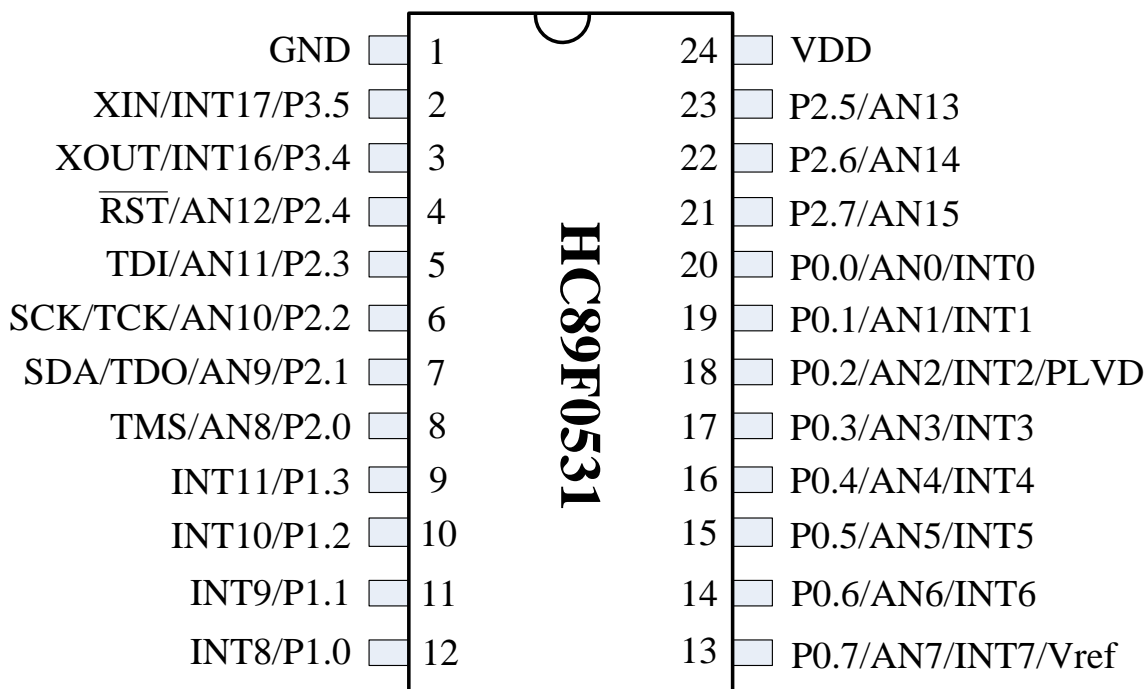 GND 1 24 VDD
XIN/INT17/P3.5 2 23 P2.5/AN13
XOUT/INT16/P3.4 3 22 P2.6/AN14
RST/AN12/P2.4 4 21 P2.7/AN15
TDI/AN11/P2.3 5 20 P0.0/AN0/INT0
SCK/TCK/AN10/P2.2 6 19 P0.1/AN1/INT1
SDA/TDO/AN9/P2.1 7 18 P0.2/AN2/INT2/PLVD
TMS/AN8/P2.0 8 17 P0.3/AN3/INT3
INT11/P1.3 9 16 P0.4/AN4/INT4
INT10/P1.2 10 15 P0.5/AN5/INT5
INT9/P1.1 11 14 P0.6/AN6/INT6
INT8/P1.0 12 13 P0.7/AN7/INT7/Vref
HC89F0531